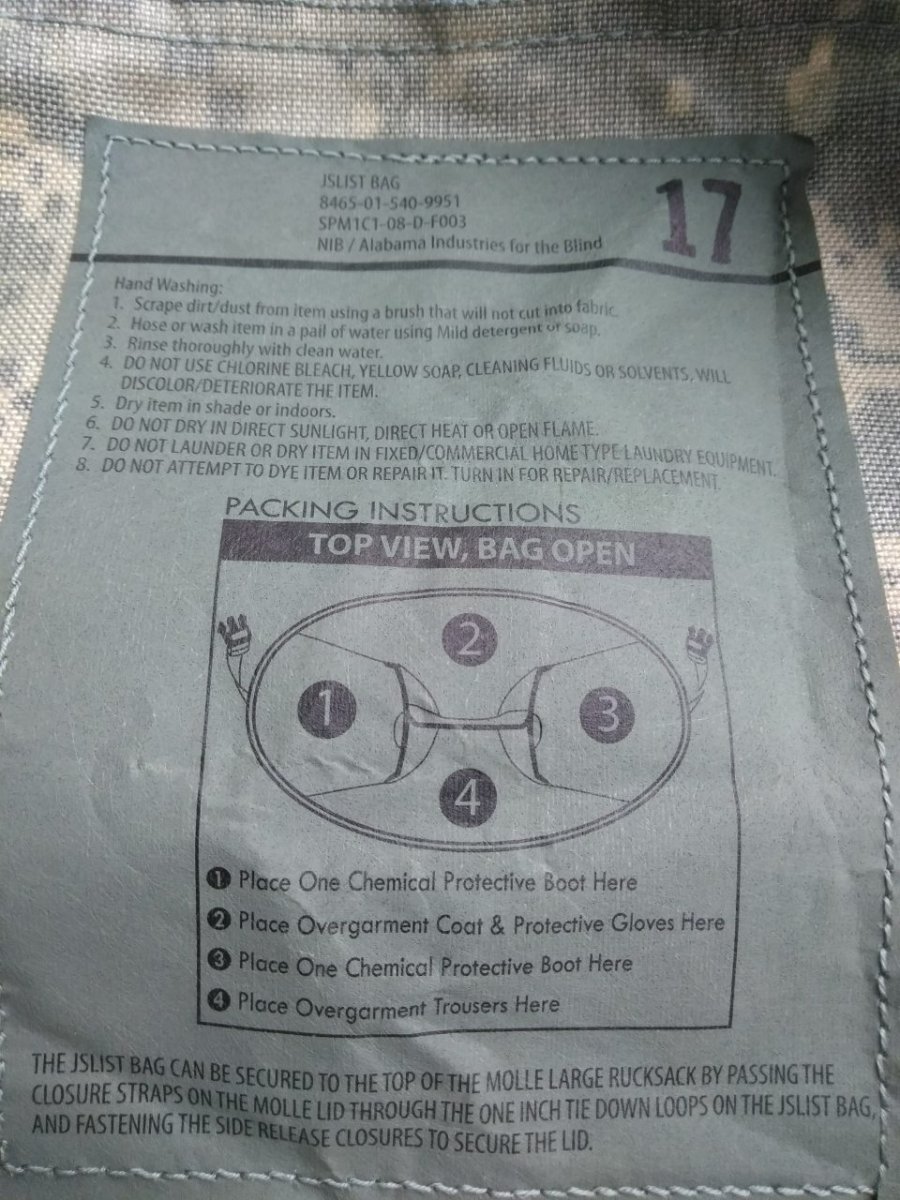 JSLIST BAG
8465-01-540-9951
SPM1C1-08-D-F003
NIB / Alabama Industries for the Blind
17
Hand Washing:
1. Scrape dirt/dust from item using a brush that will not cut into fabric.
2. Hose or wash item in a pail of water using Mild detergent or soap.
3. Rinse thoroughly with clean water.
4. DO NOT USE CHLORINE BLEACH, YELLOW SOAP, CLEANING FLUIDS OR SOLVENTS, WILL
DISCOLOR/DETERIORATE THE ITEM.
5. Dry item in shade or indoors.
6. DO NOT DRY IN DIRECT SUNLIGHT, DIRECT HEAT OR OPEN FLAME.
7. DO NOT LAUNDER OR DRY ITEM IN FIXED/COMMERCIAL HOME TYPE LAUNDRY EQUIPMENT.
8. DO NOT ATTEMPT TO DYE ITEM OR REPAIR IT. TURN IN FOR REPAIR/REPLACEMENT.
PACKING INSTRUCTIONS
TOP VIEW, BAG OPEN
2
1
3
4
1 Place One Chemical Protective Boot Here
2 Place Overgarment Coat & Protective Gloves Here
3 Place One Chemical Protective Boot Here
4 Place Overgarment Trousers Here
THE JSLIST BAG CAN BE SECURED TO THE TOP OF THE MOLLE LARGE RUCKSACK BY PASSING THE
CLOSURE STRAPS ON THE MOLLE LID THROUGH THE ONE INCH TIE DOWN LOOPS ON THE JSLIST BAG,
AND FASTENING THE SIDE RELEASE CLOSURES TO SECURE THE LID.